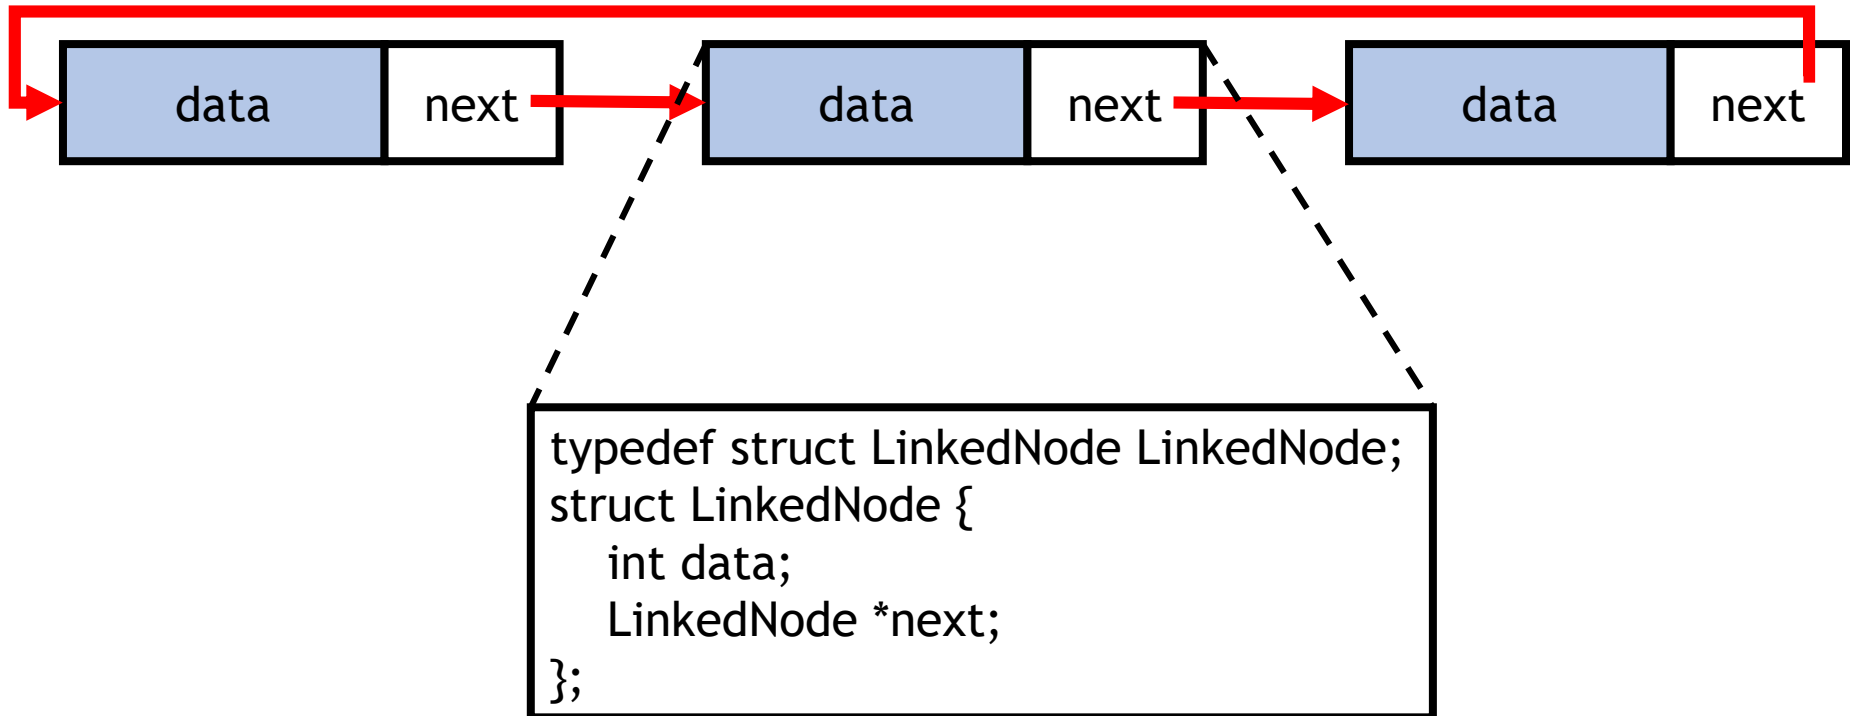 data next data next data next
typedef struct LinkedNode LinkedNode;
struct LinkedNode {
int data;
LinkedNode *next;
};